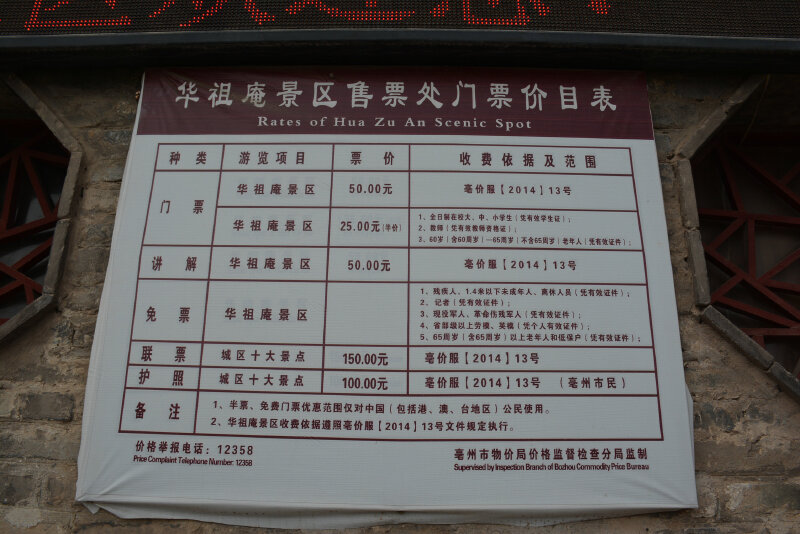 华祖庵景区售票处门票价目表
Rates of Hua Zu An Scenic Spot
种类 游览项目 票价 收费依据及范围
门票 华祖庵景区 50.00元 亳价服【2014】13号
华祖庵景区 25.00元(半价) 1、全日制在校大、中、小学生（凭有效学生证）；
2、教师（凭有效教师资格证）；
3、60岁（含60周岁）—65周岁（不含65周岁）老年人（凭有效证件）；
讲解 华祖庵景区 50.00元 亳价服【2014】13号
免票 华祖庵景区 1、残疾人、1.4米以下未成年人、离休人员（凭有效证件）；
2、记者（凭有效证件）；
3、现役军人、革命伤残军人（凭有效证件）；
4、省部级以上劳模、英模（凭个人有效证件）；
5、65周岁（含65周岁）以上老年人和低保户（凭有效证件）；
联票 城区十大景点 150.00元 亳价服【2014】13号
护照 城区十大景点 100.00元 亳价服【2014】13号 （亳州市民）
备注 1、半票、免费门票优惠范围仅对中国（包括港、澳、台地区）公民使用。
2、华祖庵景区收费依据遵照亳价服【2014】13号文件规定执行。
价格举报电话：12358
Price Complaint Telephone Number: 12358
亳州市物价局价格监督检查分局监制
Supervised by Inspection Branch of Bozhou Commodity Price Bureau